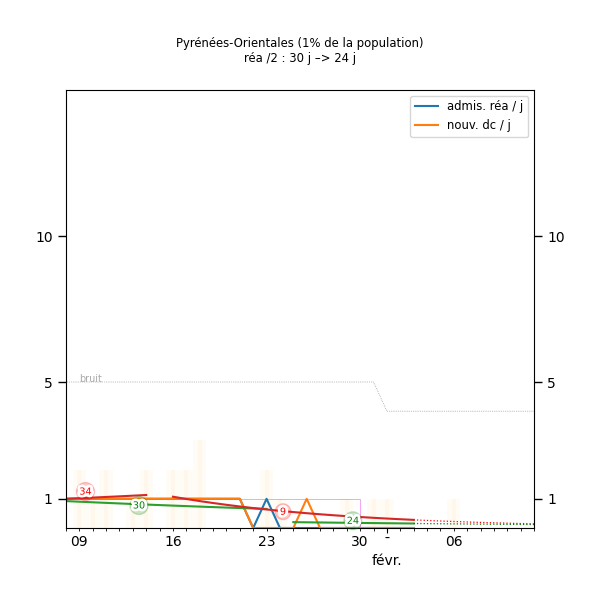 Pyrénées-Orientales (1% de la population)
réa /2 : 30 j –> 24 j
admis. réa / j
nouv. dc / j
10
10
bruit
5
5
34
30
9
24
1
1
09
16
23
30
-
06
févr.